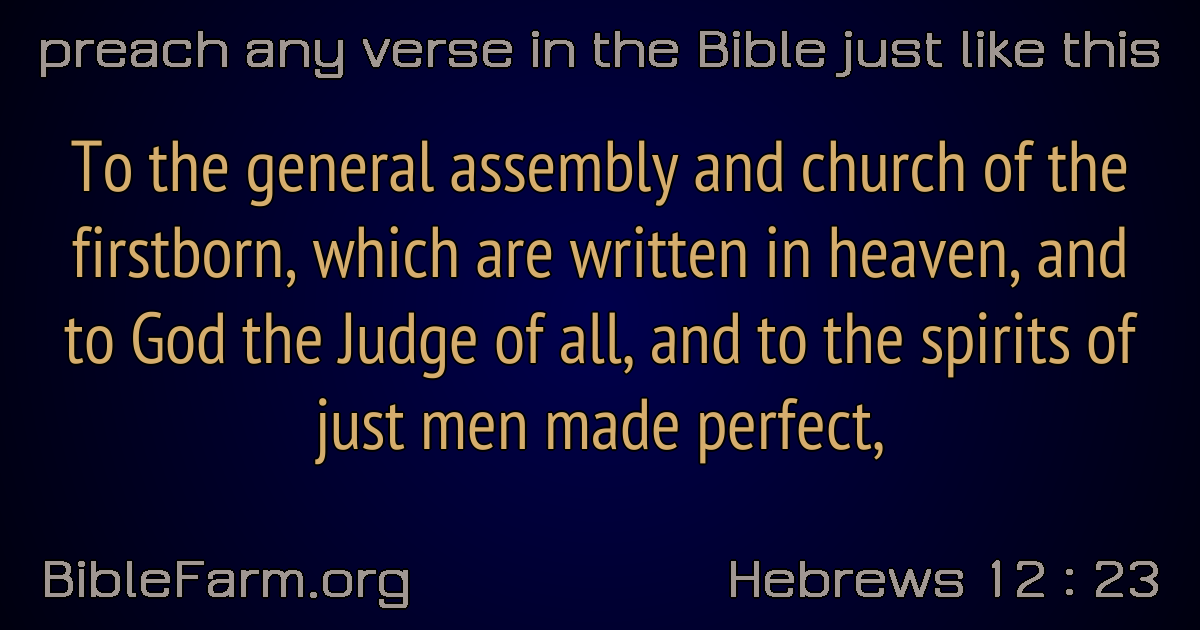 preach any verse in the Bible just like this
To the general assembly and church of the
firstborn, which are written in heaven, and
to God the Judge of all, and to the spirits of
just men made perfect,
BibleFarm.org
Hebrews 12 : 23